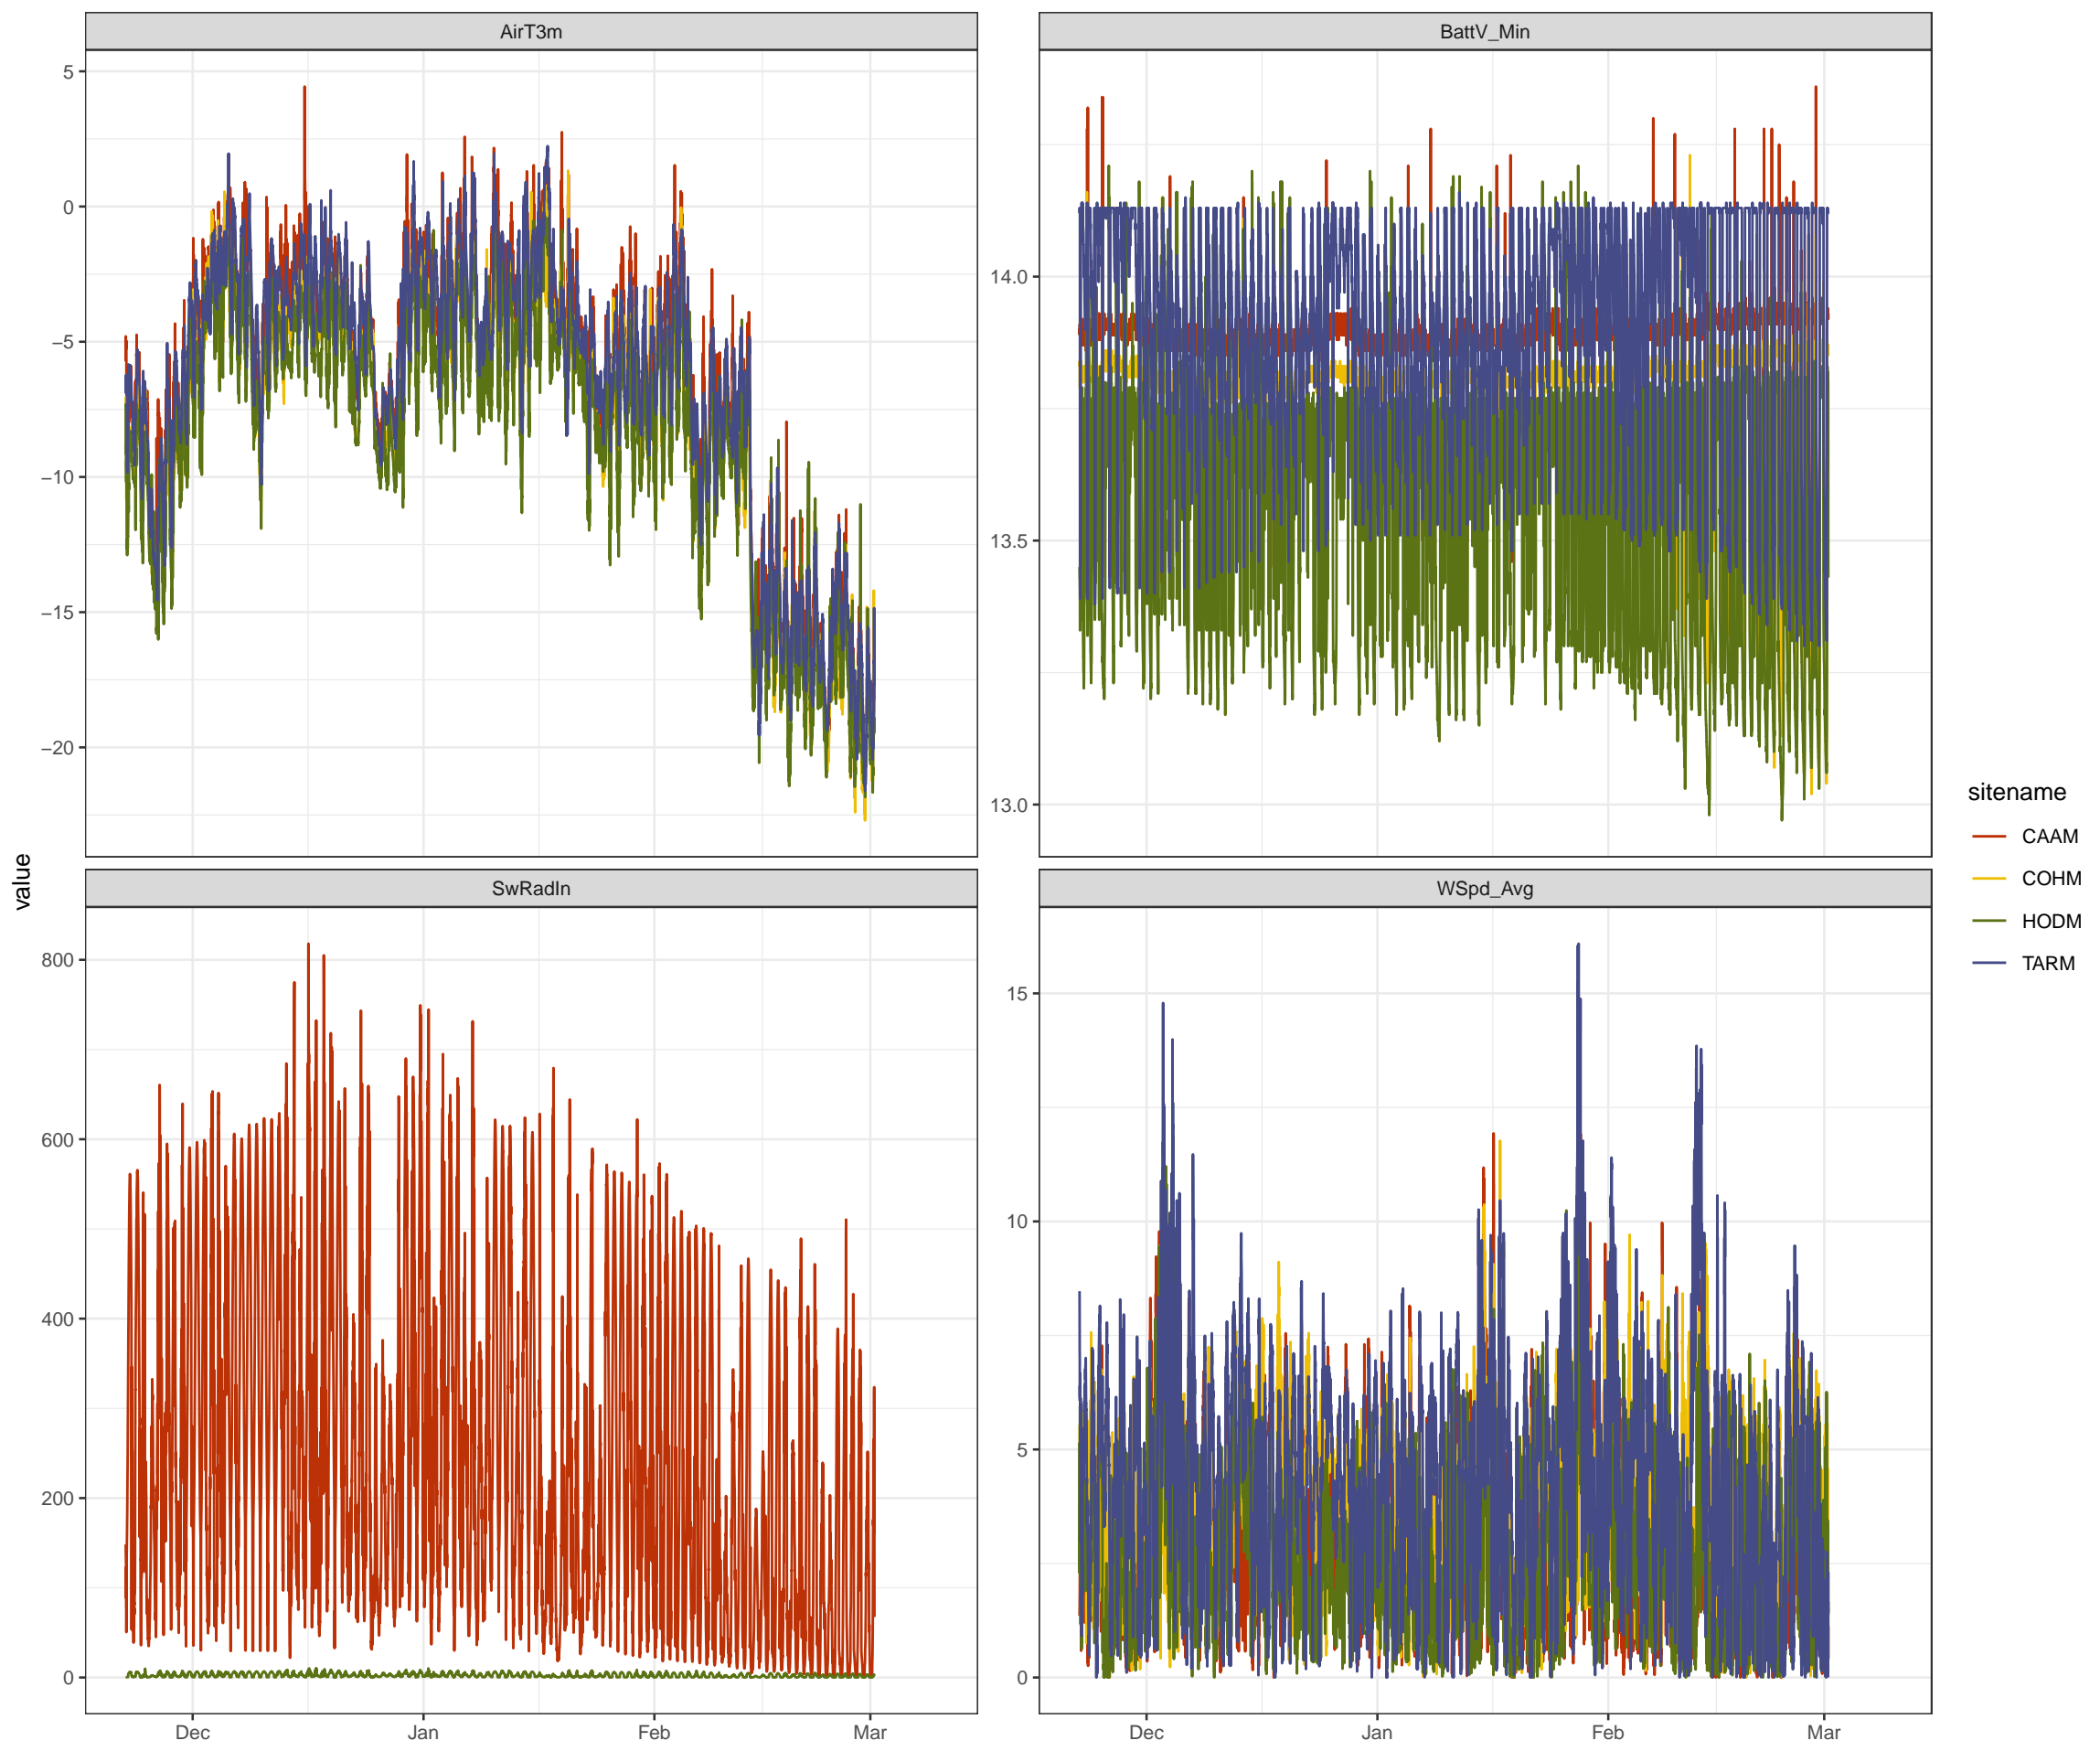 AirT3m
BattV_Min
5
0
−5
−10
−15
−20
14.0
13.5
13.0
value
SwRadIn
WSpd_Avg
800
600
400
200
0
15
10
5
0
Dec
Jan
Feb
Mar
Dec
Jan
Feb
Mar
sitename
CAAM
COHM
HODM
TARM